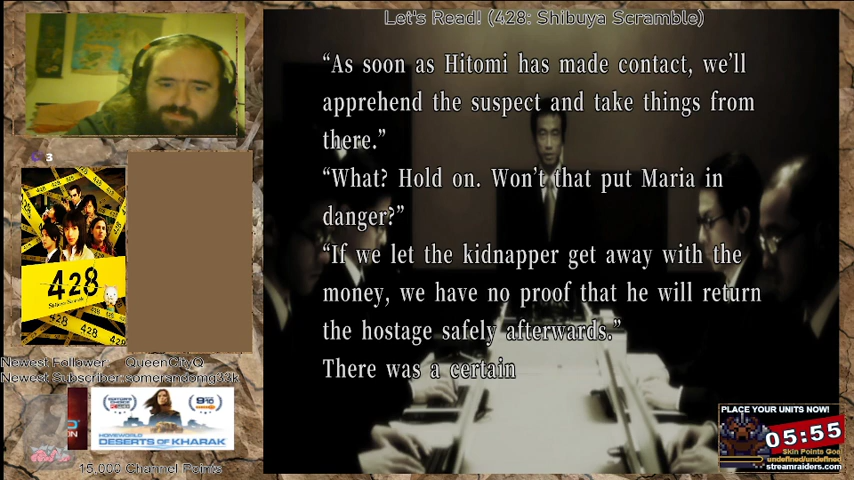 Let's Read! (428: Shibuya Scramble)
“As soon as Hitomi has made contact, we’ll
apprehend the suspect and take things from
there.”
“What? Hold on. Won’t that put Maria in
danger?”
“If we let the kidnapper get away with the
money, we have no proof that he will return
the hostage safely afterwards.”
There was a certain
3
428
Newest Follower: QueenCityQ
Newest Subscriber:somerandomg33k
HOMEWORLD
DESERTS OF KHARAK
15,000 Channel Points
PLACE YOUR UNITS NOW!
05:55
Skin Points Goal
undefined/undefined
streamraiders.com